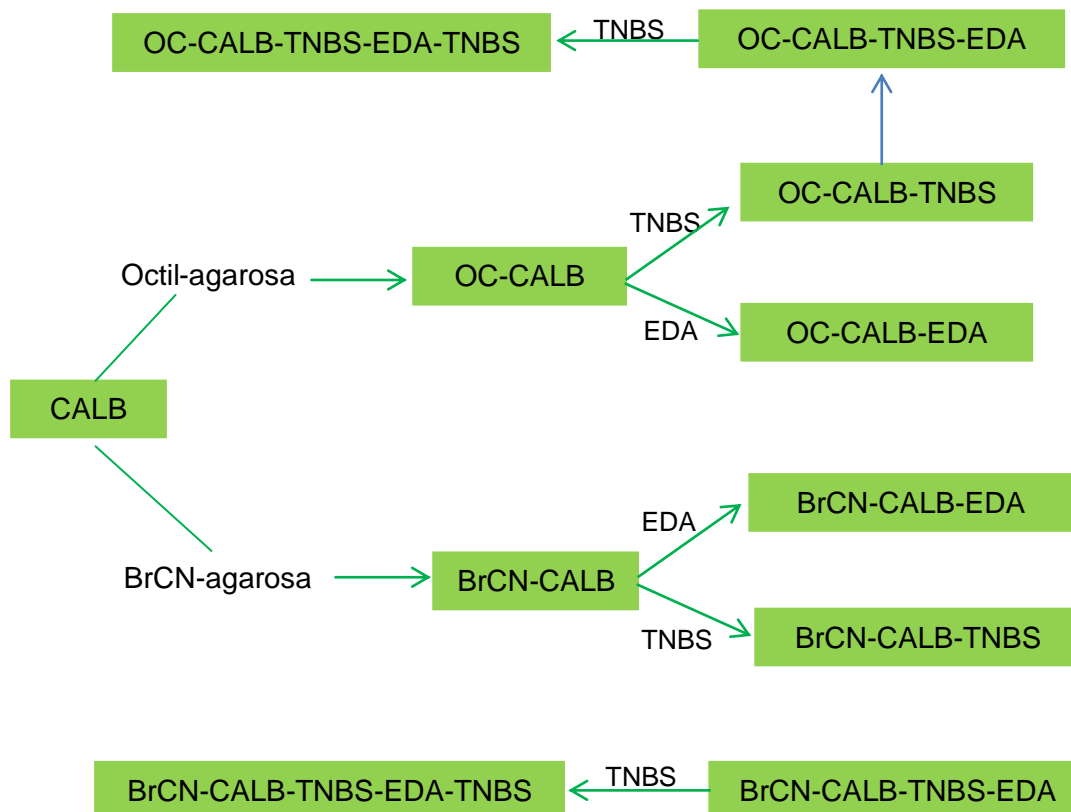 OC-CALB-TNBS-EDA-TNBS
TNBS
OC-CALB-TNBS-EDA
OC-CALB-TNBS
TNBS
Octil-agarosa
OC-CALB
EDA
OC-CALB-EDA
CALB
BrCN-CALB-EDA
EDA
BrCN-agarosa
BrCN-CALB
TNBS
BrCN-CALB-TNBS
BrCN-CALB-TNBS-EDA-TNBS
TNBS
BrCN-CALB-TNBS-EDA